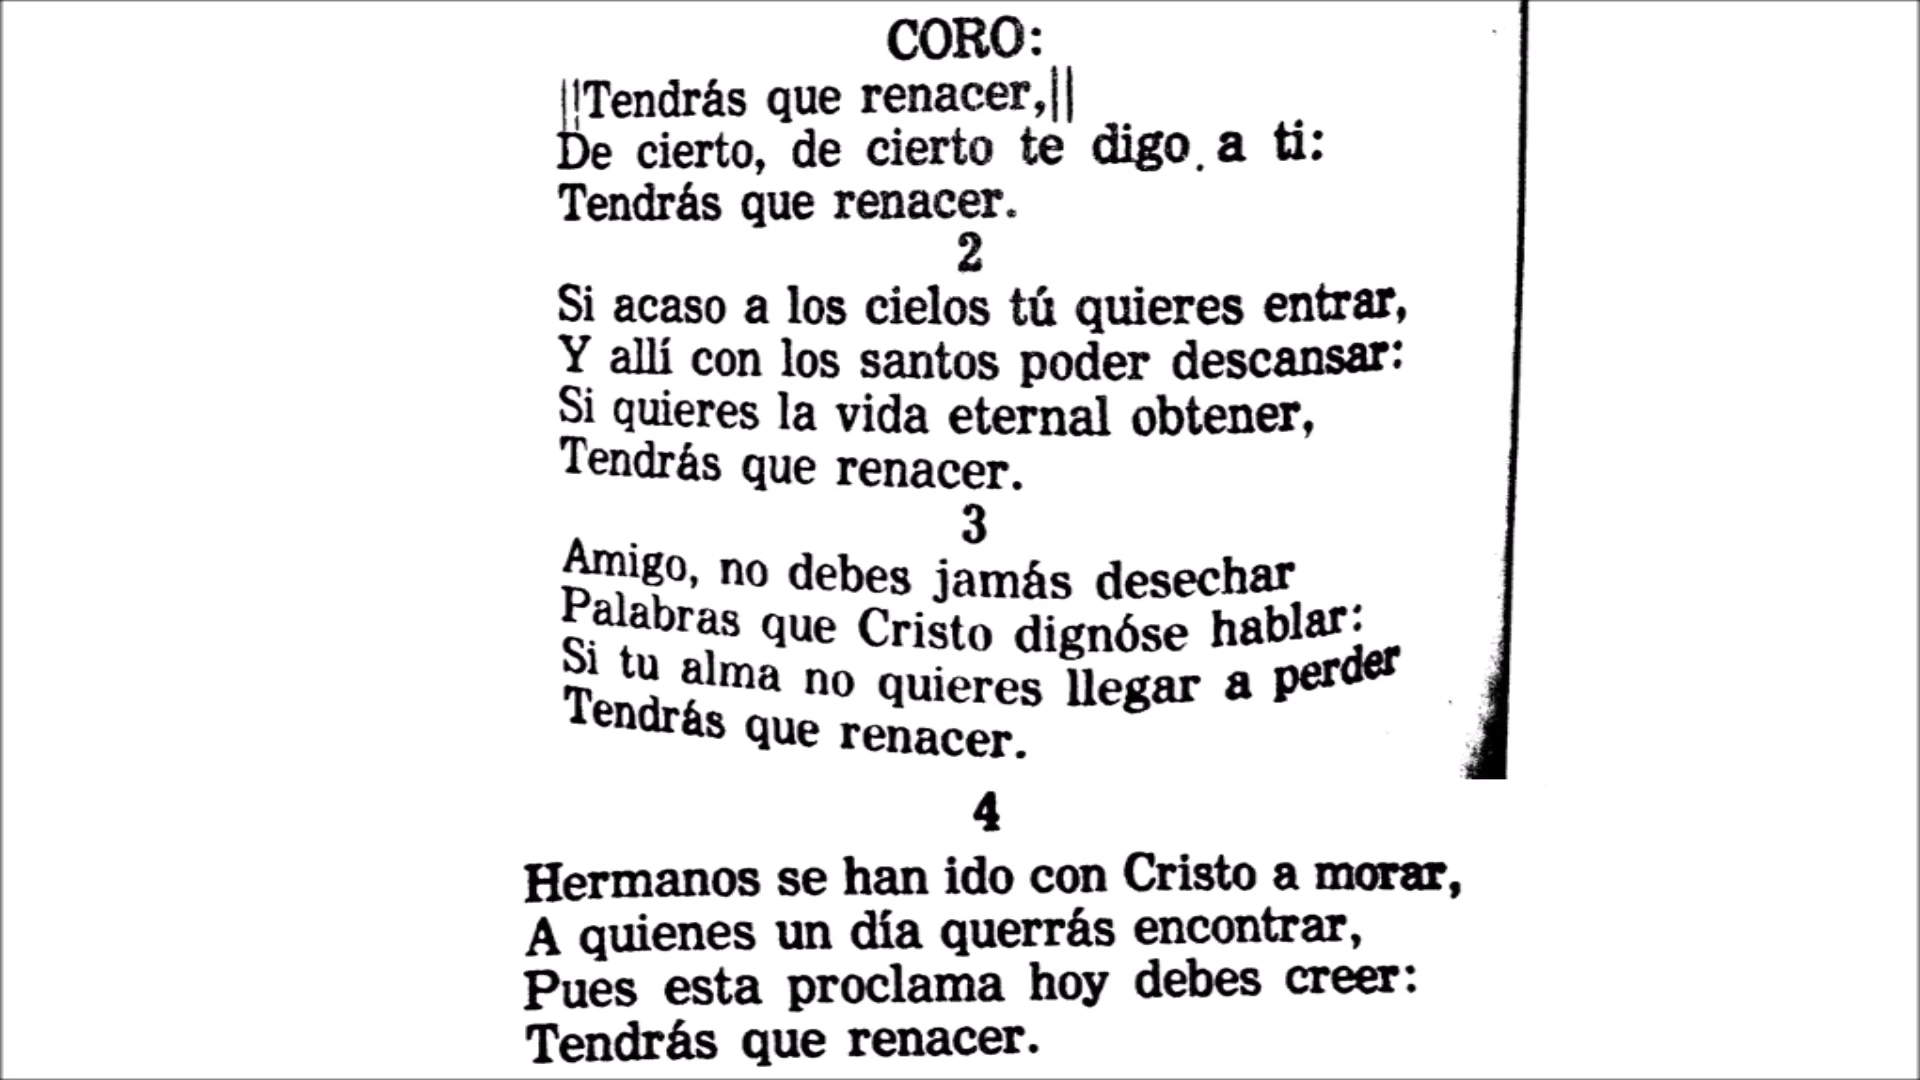 CORO:
||Tendrás que renacer,||
De cierto, de cierto te digo a ti:
Tendrás que renacer.
2
Si acaso a los cielos tú quieres entrar,
Y allí con los santos poder descansar:
Si quieres la vida eternal obtener,
Tendrás que renacer.
3
Amigo, no debes jamás desechar
Palabras que Cristo dignóse hablar:
Si tu alma no quieres llegar a perder
Tendrás que renacer.
4
Hermanos se han ido con Cristo a morar,
A quienes un día querrás encontrar,
Pues esta proclama hoy debes creer:
Tendrás que renacer.